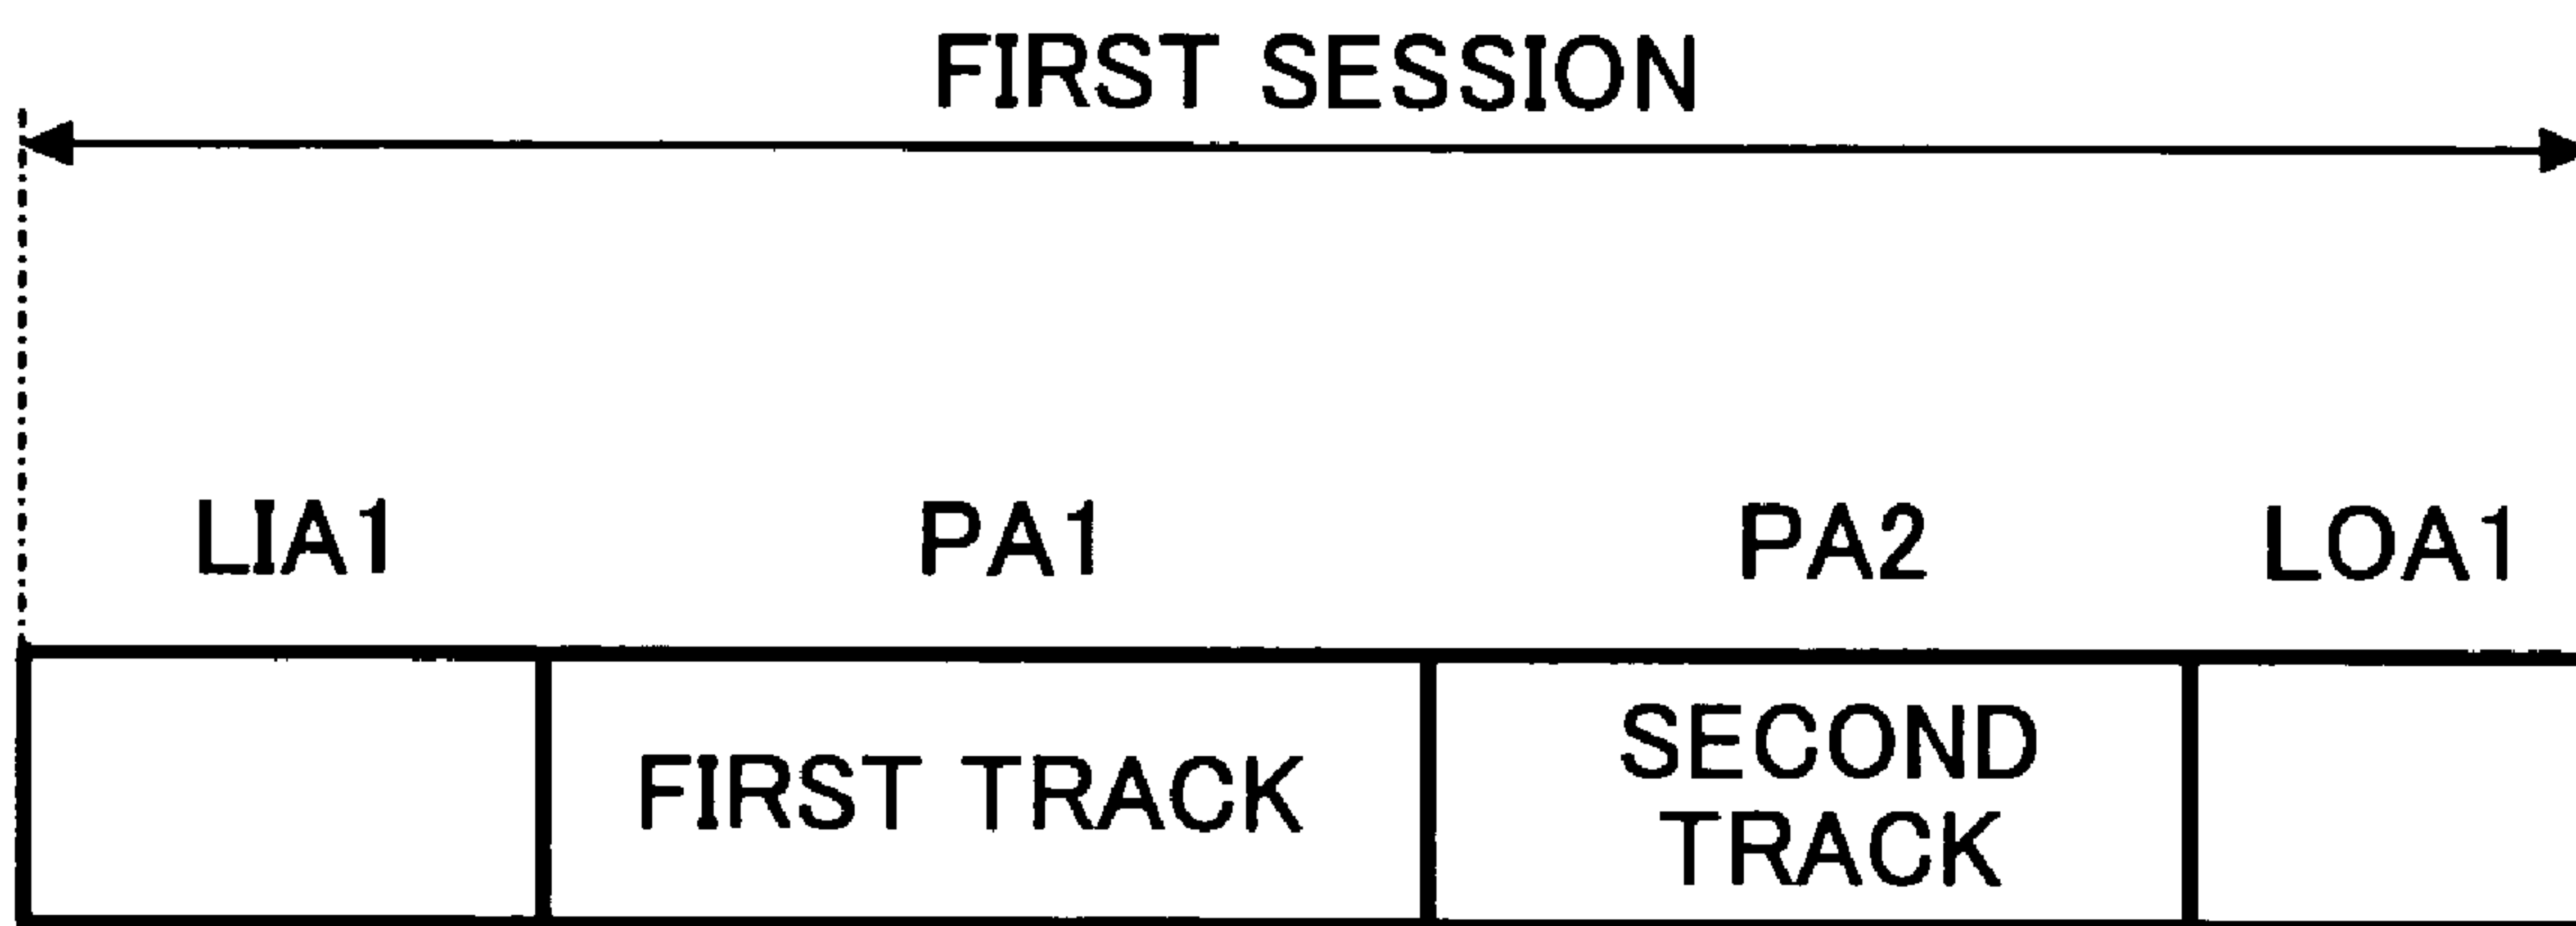 FIRST SESSION
LIA1 PA1 PA2 LOA1
FIRST TRACK
SECOND
TRACK